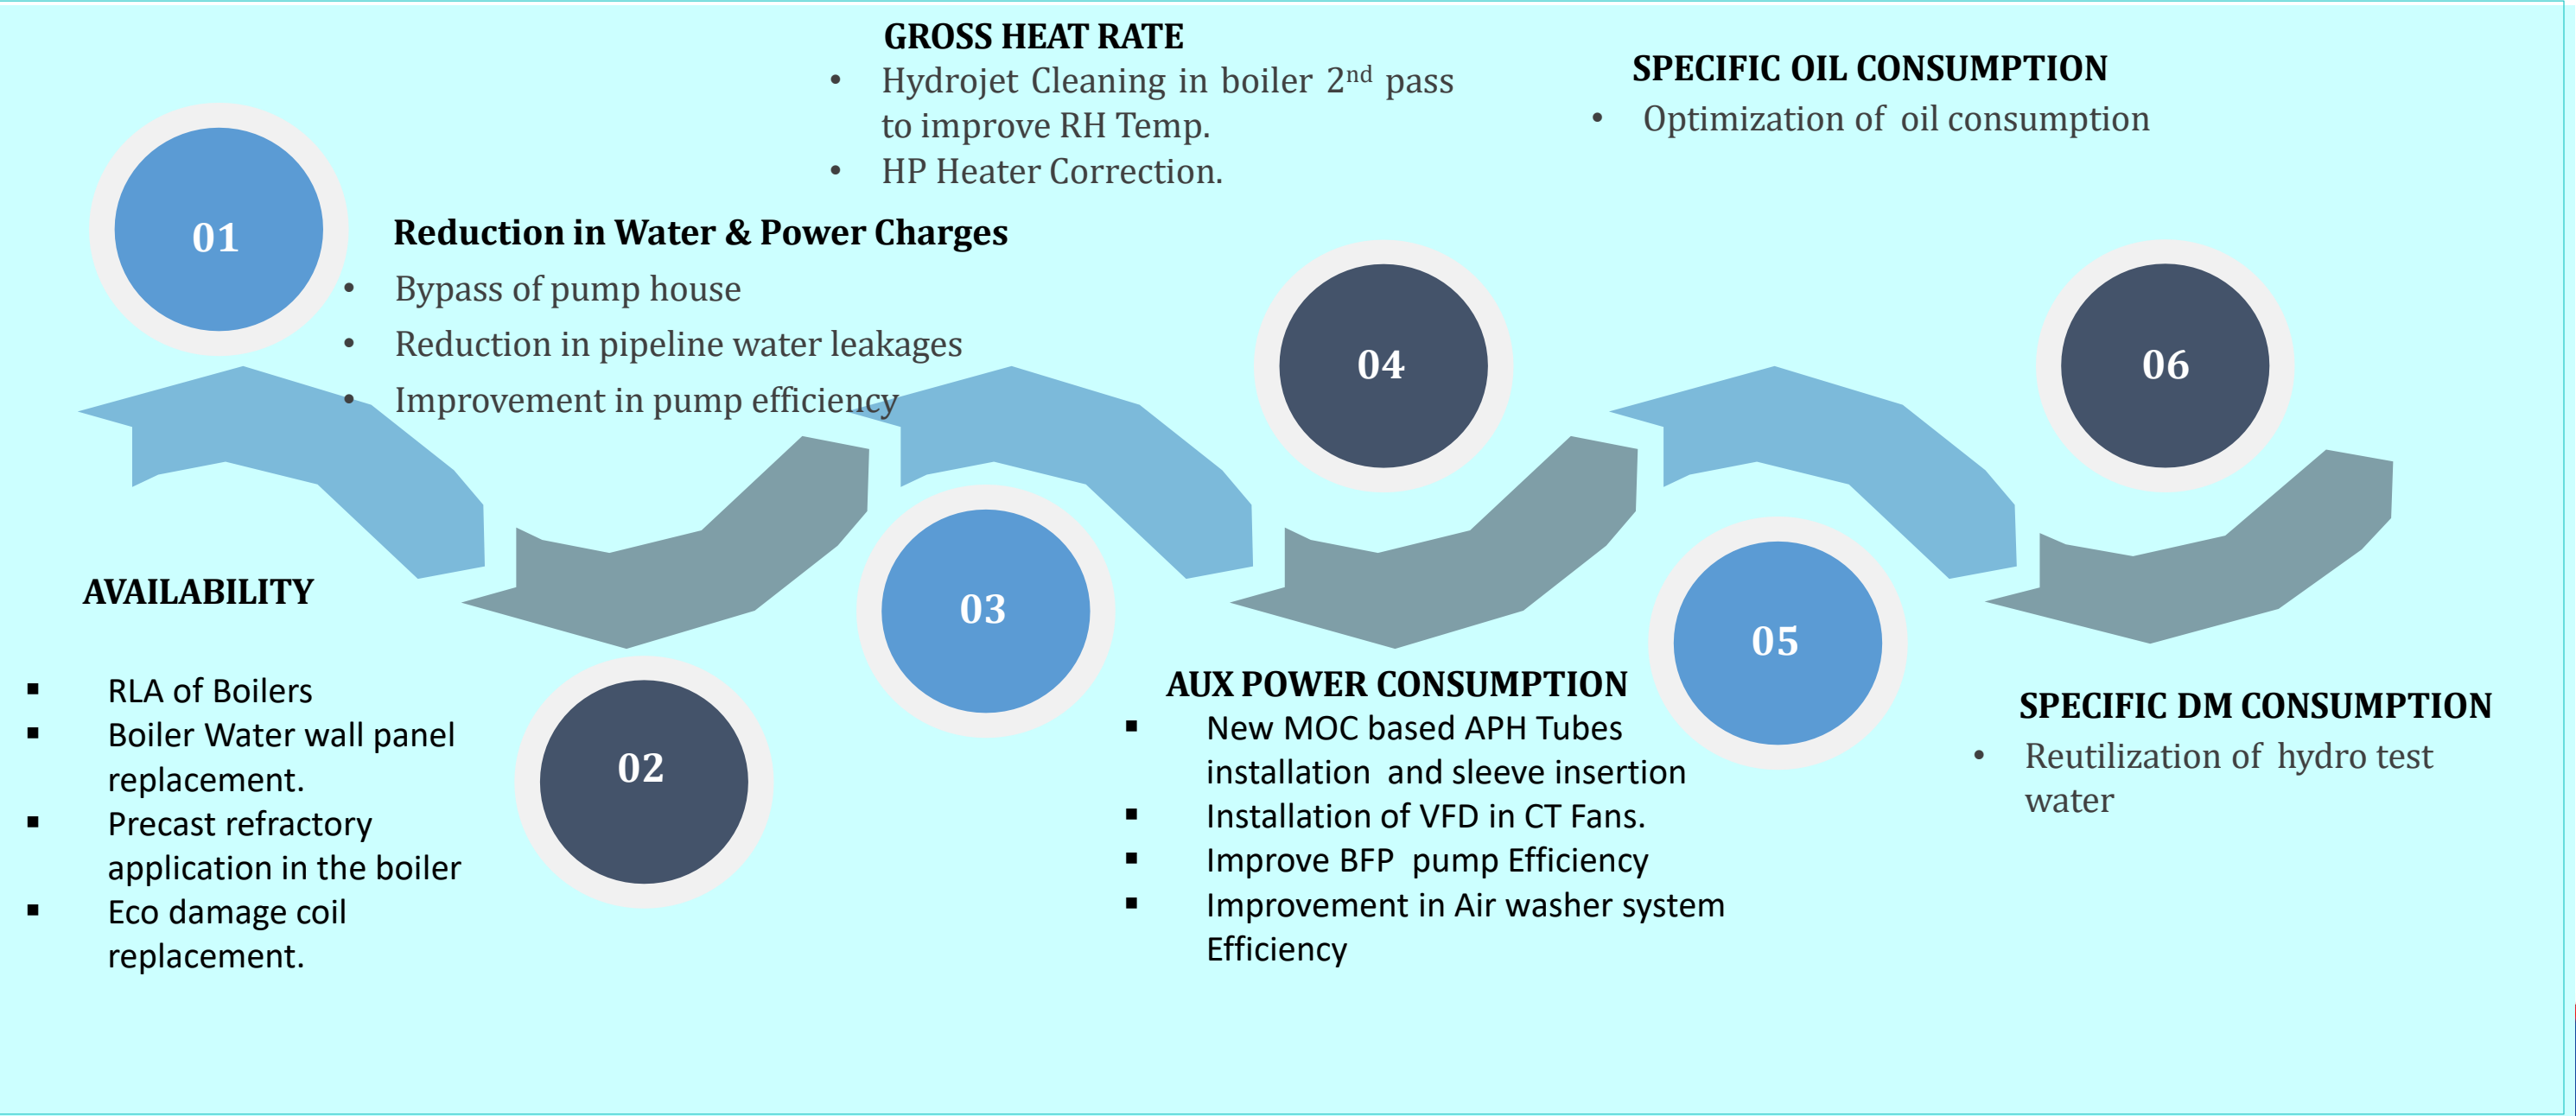 01
AVAILABILITY
RLA of Boilers
Boiler Water wall panel
replacement.
Precast refractory
application in the boiler
Eco damage coil
replacement.
Reduction in Water & Power Charges
• Bypass of pump house
• Reduction in pipeline water leakages
• Improvement in pump efficiency
02
GROSS HEAT RATE
• Hydrojet Cleaning in boiler 2nd pass
to improve RH Temp.
• HP Heater Correction.
03
04
AUX POWER CONSUMPTION
New MOC based APH Tubes
installation and sleeve insertion
Installation of VFD in CT Fans.
Improve BFP pump Efficiency
Improvement in Air washer system
Efficiency
SPECIFIC OIL CONSUMPTION
• Optimization of oil consumption
05
06
SPECIFIC DM CONSUMPTION
• Reutilization of hydro test
water